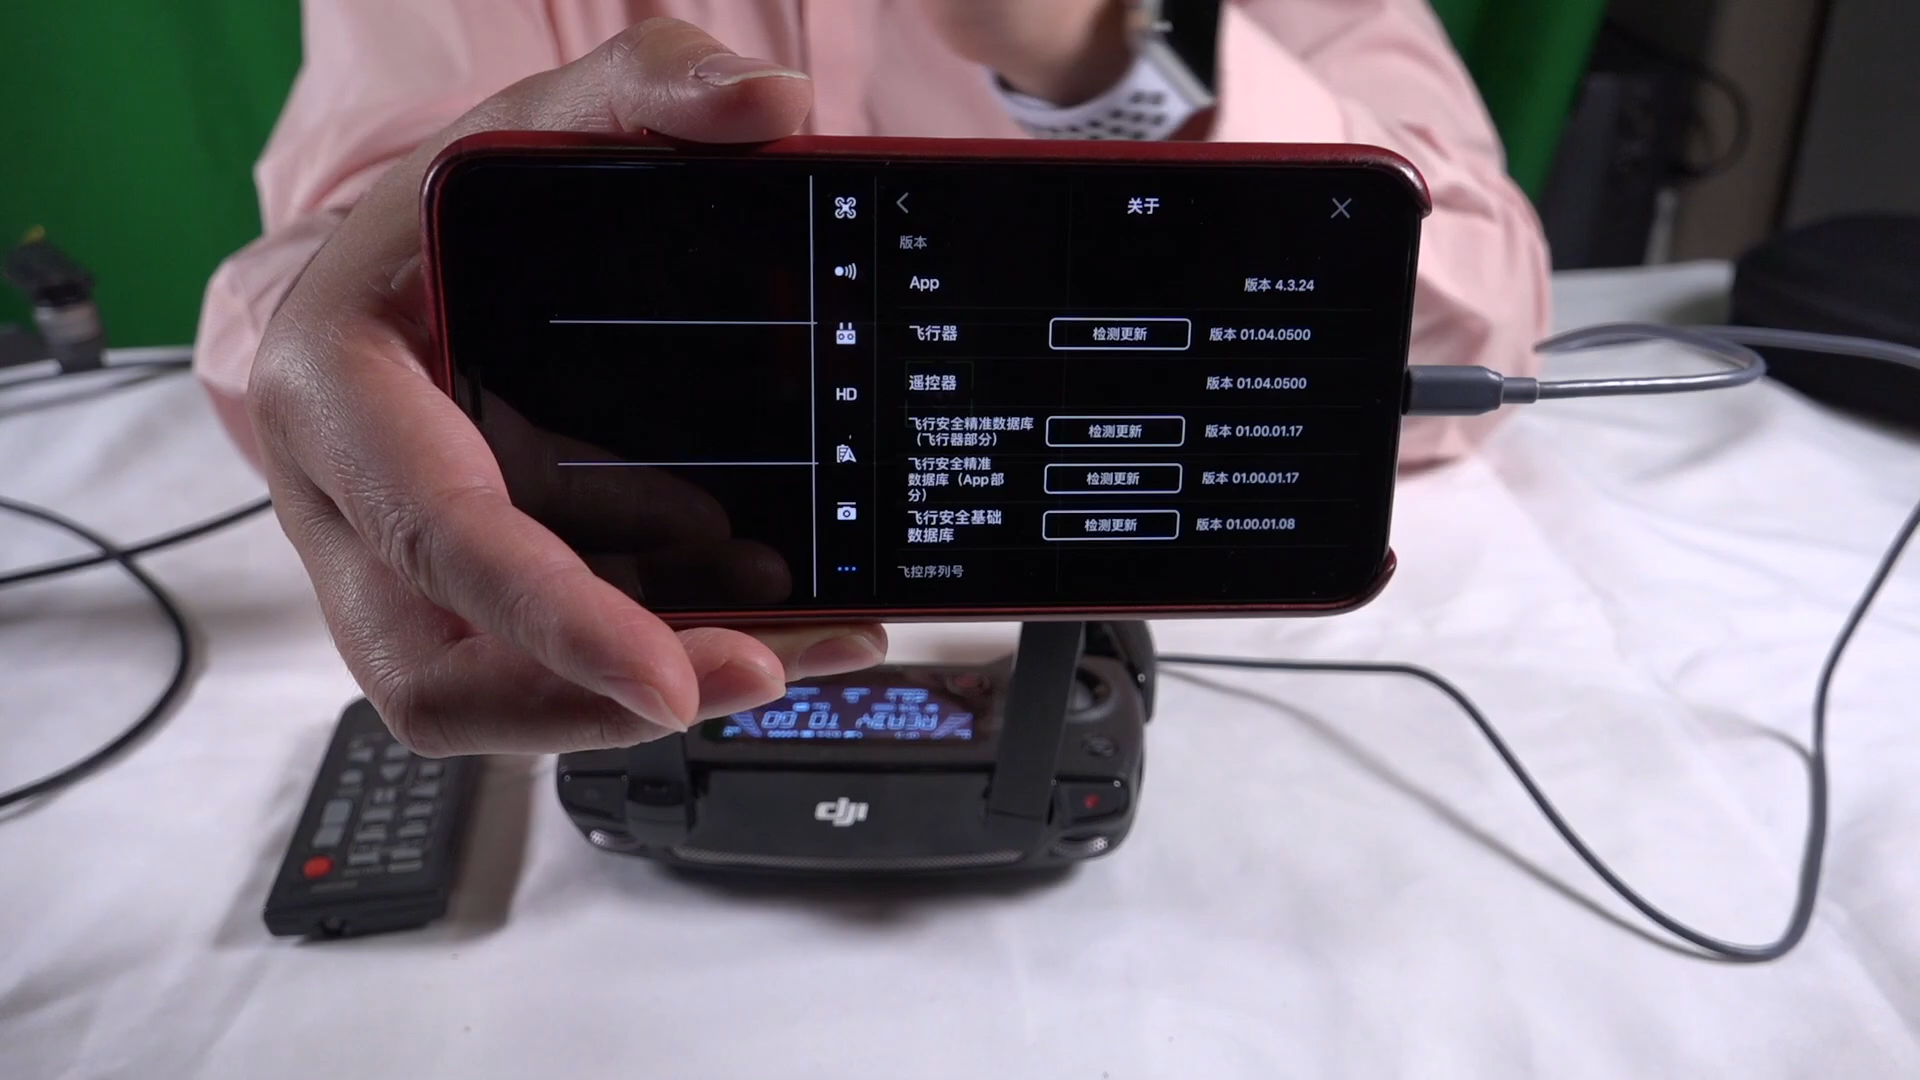 关于
版本
App 版本 4.3.24
飞行器 检测更新 版本 01.04.0500
遥控器 版本 01.04.0500
飞行安全精准数据库
（飞行器部分） 检测更新 版本 01.00.01.17
HD
飞行安全精准
数据库（App部
分） 检测更新 版本 01.00.01.17
飞行安全基础
数据库 检测更新 版本 01.00.01.08
飞控序列号
READY TO GO
dji